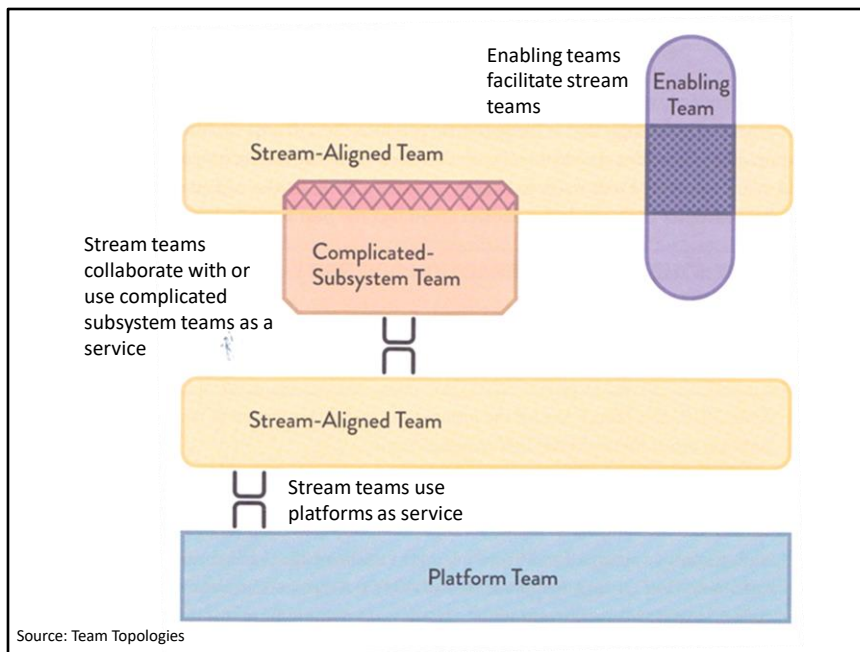 Enabling teams
facilitate stream
teams
Enabling
Team
Stream-Aligned Team
Stream teams
collaborate with or
use complicated
subsystem teams as a
service
Complicated-
Subsystem Team
Stream-Aligned Team
Stream teams use
platforms as service
Platform Team
Source: Team Topologies